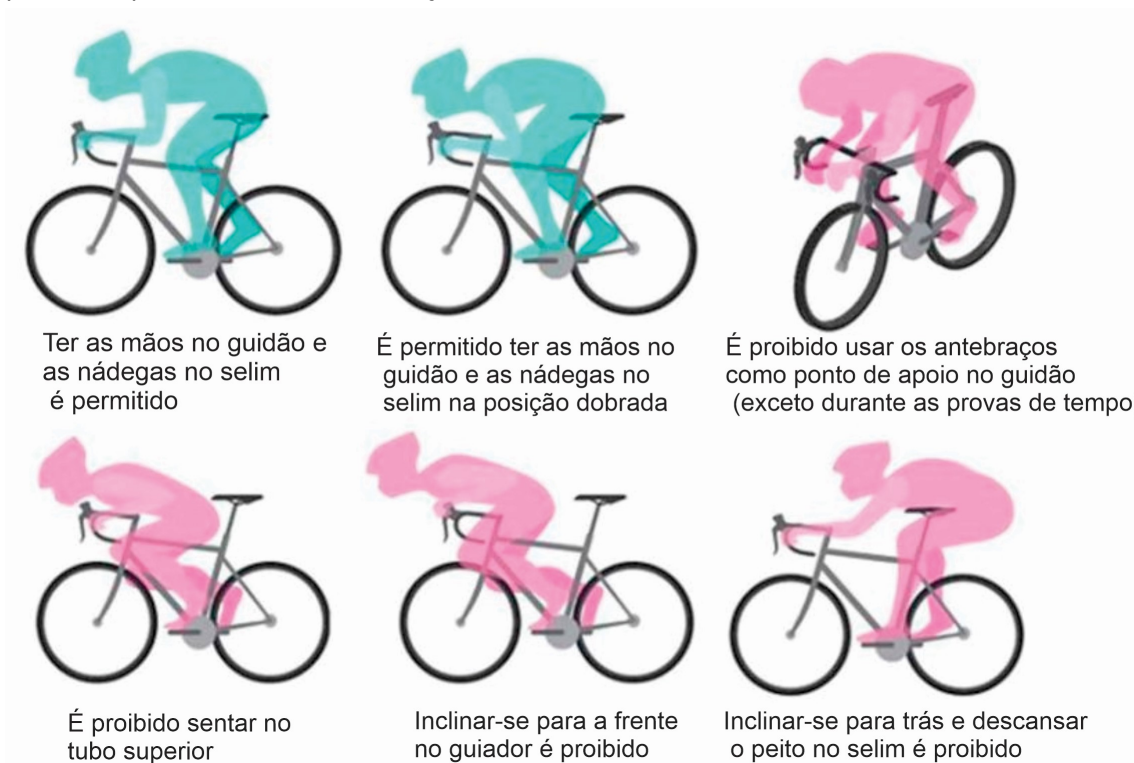 Ter as mãos no guidão e
as nádegas no selim
é permitido
É permitido ter as mãos no
guidão e as nádegas no
selim na posição dobrada
É proibido usar os antebraços
como ponto de apoio no guidão
(exceto durante as provas de tempo
É proibido sentar no
tubo superior
Inclinar-se para a frente
no guiador é proibido
Inclinar-se para trás e descansar
o peito no selim é proibido